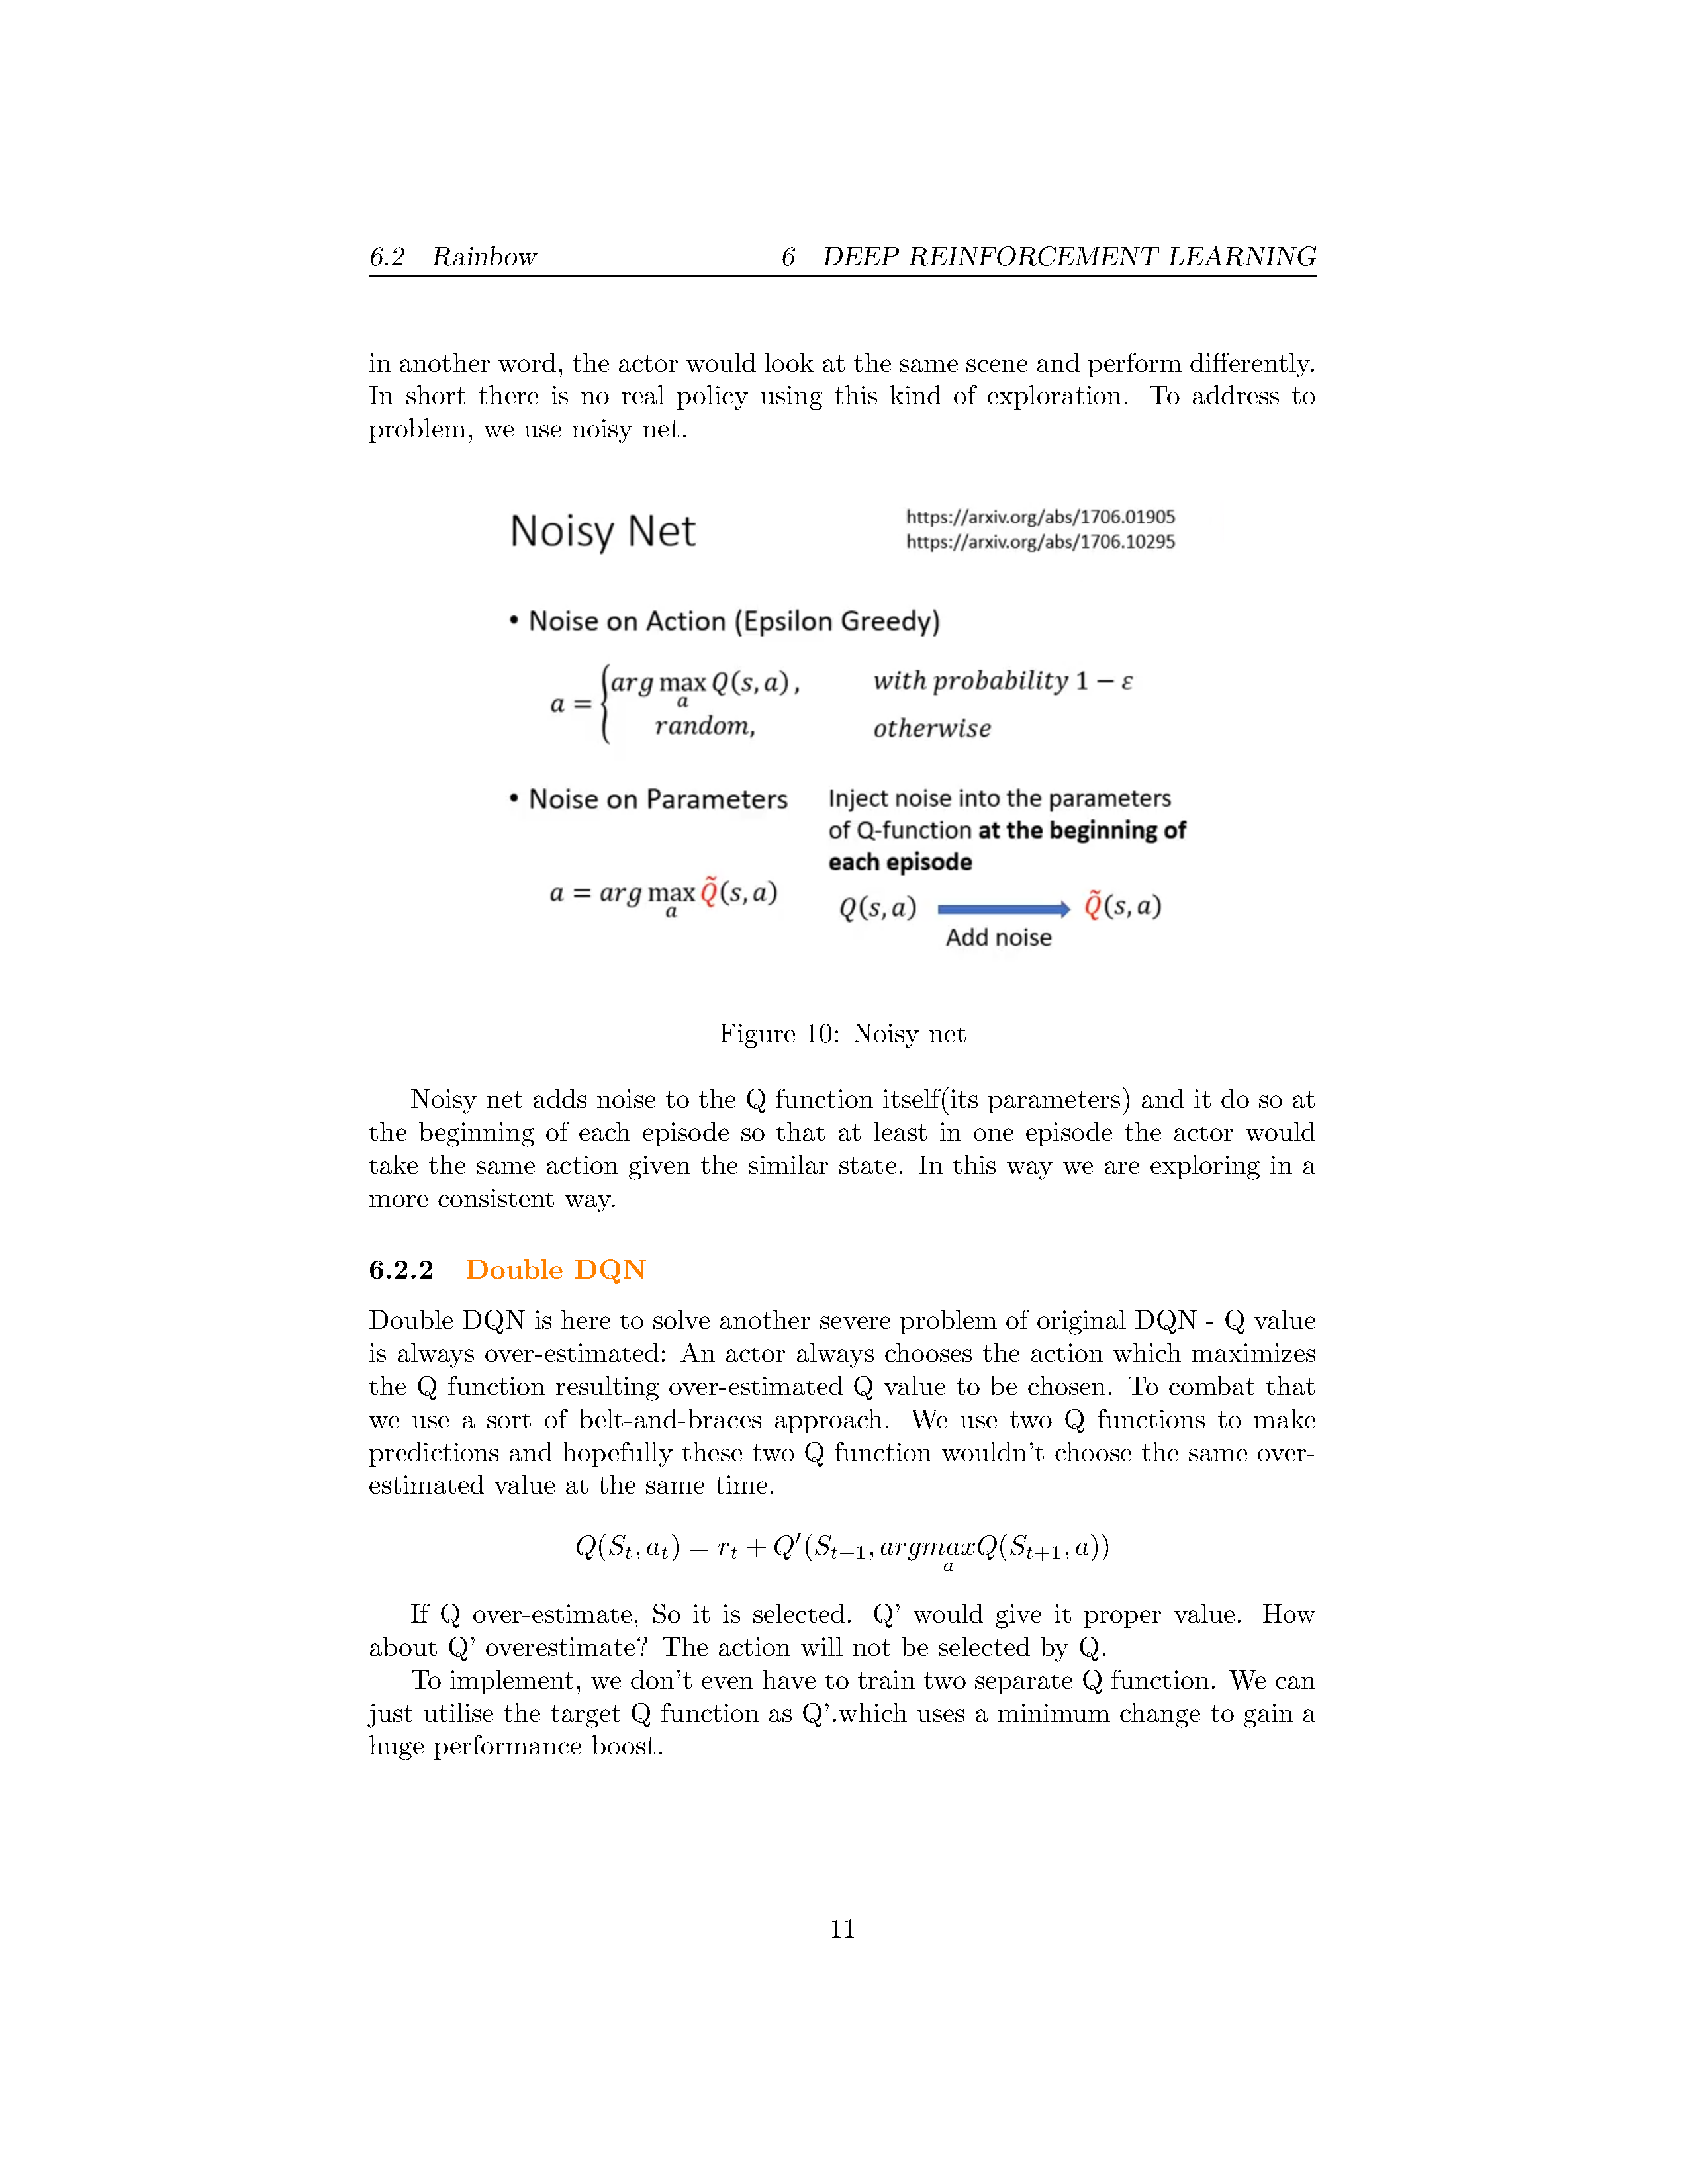 6.2 Rainbow 6 DEEP REINFORCEMENT LEARNING
in another word, the actor would look at the same scene and perform differently.
In short there is no real policy using this kind of exploration. To address to
problem, we use noisy net.
Noisy Net
https://arxiv.org/abs/1706.01905
https://arxiv.org/abs/1706.10295
• Noise on Action (Epsilon Greedy)
a = { arg max_a Q(s, a), with probability 1 − ε
random, otherwise
• Noise on Parameters
Inject noise into the parameters
of Q-function at the beginning of
each episode
a = arg max_a Q̃(s, a)
Q(s, a) Q̃(s, a)
Add noise
Figure 10: Noisy net
Noisy net adds noise to the Q function itself(its parameters) and it do so at
the beginning of each episode so that at least in one episode the actor would
take the same action given the similar state. In this way we are exploring in a
more consistent way.
6.2.2 Double DQN
Double DQN is here to solve another severe problem of original DQN - Q value
is always over-estimated: An actor always chooses the action which maximizes
the Q function resulting over-estimated Q value to be chosen. To combat that
we use a sort of belt-and-braces approach. We use two Q functions to make
predictions and hopefully these two Q function wouldn't choose the same over-
estimated value at the same time.
Q(S_t, a_t) = r_t + Q′(S_{t+1}, argmax_a Q(S_{t+1}, a))
If Q over-estimate, So it is selected. Q' would give it proper value. How
about Q' overestimate? The action will not be selected by Q.
To implement, we don't even have to train two separate Q function. We can
just utilise the target Q function as Q'.which uses a minimum change to gain a
huge performance boost.
11